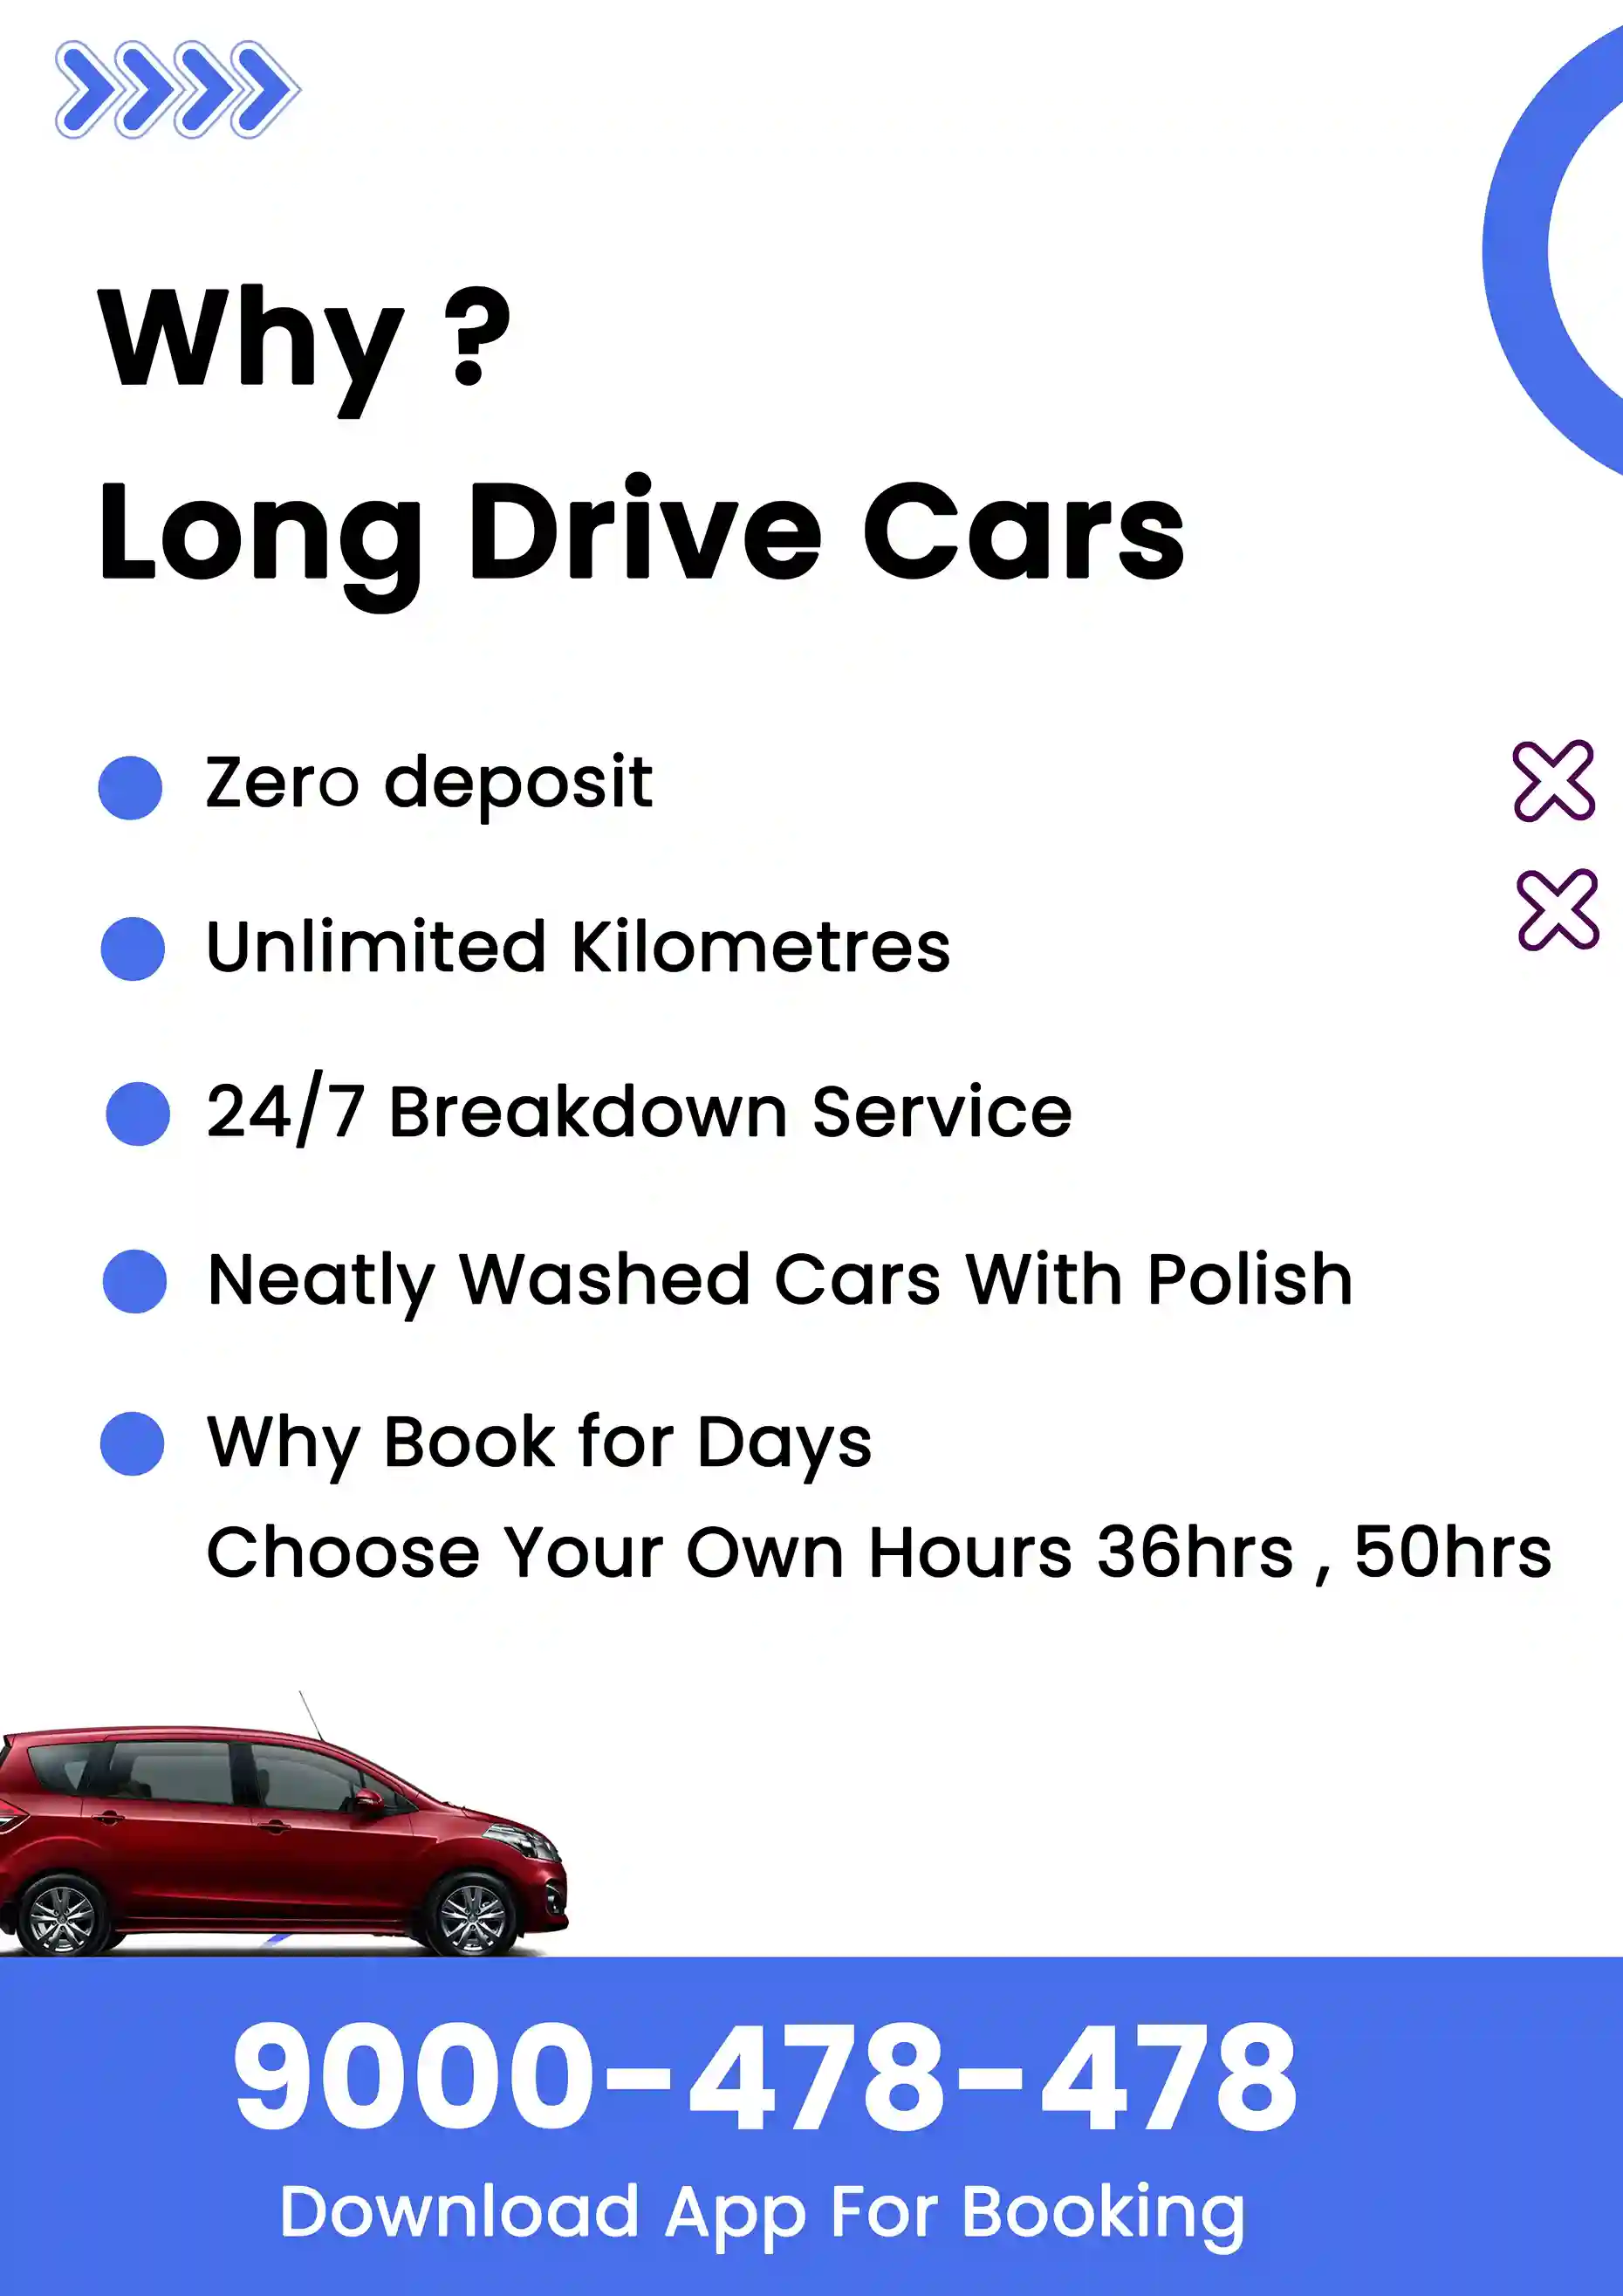 Why ?
Long Drive Cars
Zero deposit
Unlimited Kilometres
24/7 Breakdown Service
Neatly Washed Cars With Polish
Why Book for Days
Choose Your Own Hours 36hrs , 50hrs
9000-478-478
Download App For Booking